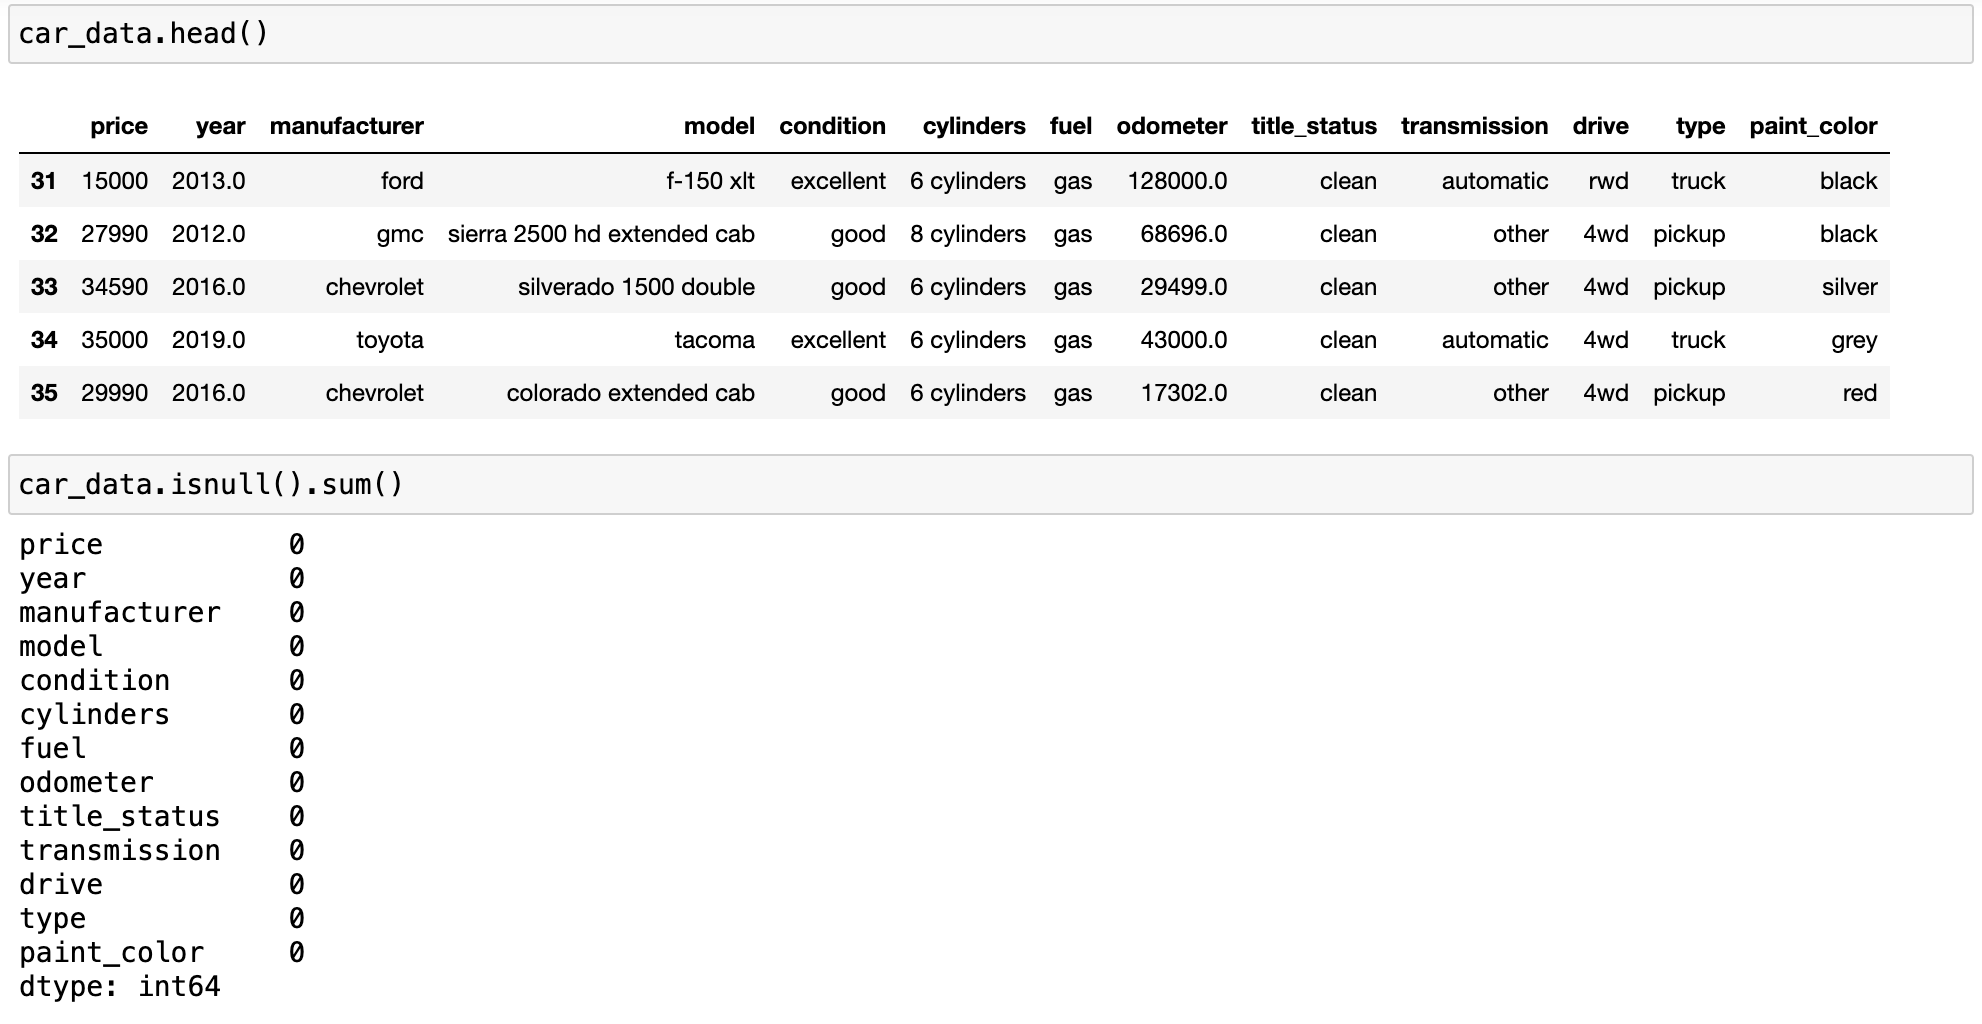 car_data.head()
price year manufacturer model condition cylinders fuel odometer title_status transmission drive type paint_color
31 15000 2013.0 ford f-150 xlt excellent 6 cylinders gas 128000.0 clean automatic rwd truck black
32 27990 2012.0 gmc sierra 2500 hd extended cab good 8 cylinders gas 68696.0 clean other 4wd pickup black
33 34590 2016.0 chevrolet silverado 1500 double good 6 cylinders gas 29499.0 clean other 4wd pickup silver
34 35000 2019.0 toyota tacoma excellent 6 cylinders gas 43000.0 clean automatic 4wd truck grey
35 29990 2016.0 chevrolet colorado extended cab good 6 cylinders gas 17302.0 clean other 4wd pickup red
car_data.isnull().sum()
price 0
year 0
manufacturer 0
model 0
condition 0
cylinders 0
fuel 0
odometer 0
title_status 0
transmission 0
drive 0
type 0
paint_color 0
dtype: int64